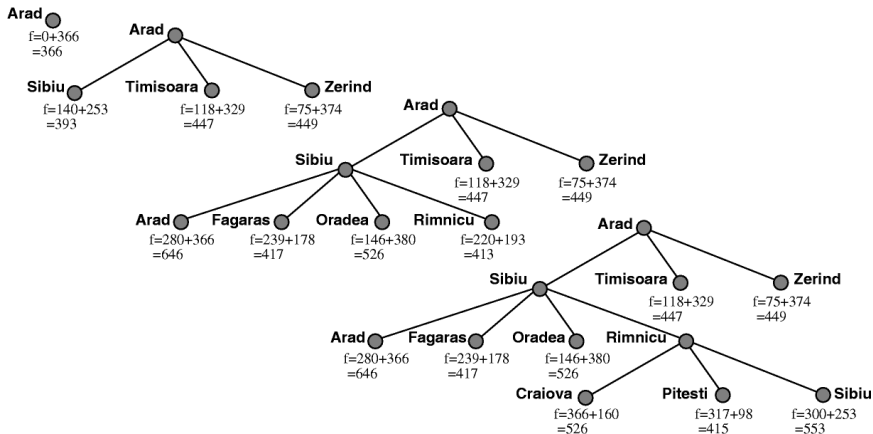 Arad
f=0+366
=366
Arad
Sibiu
f=140+253
=393
Timisoara
f=118+329
=447
Zerind
f=75+374
=449
Arad
Sibiu
Timisoara
f=118+329
=447
Zerind
f=75+374
=449
Arad
f=280+366
=646
Fagaras
f=239+178
=417
Oradea
f=146+380
=526
Rimnicu
f=220+193
=413
Arad
Sibiu
Timisoara
f=118+329
=447
Zerind
f=75+374
=449
Arad
f=280+366
=646
Fagaras
f=239+178
=417
Oradea
f=146+380
=526
Rimnicu
Craiova
f=366+160
=526
Pitesti
f=317+98
=415
Sibiu
f=300+253
=553